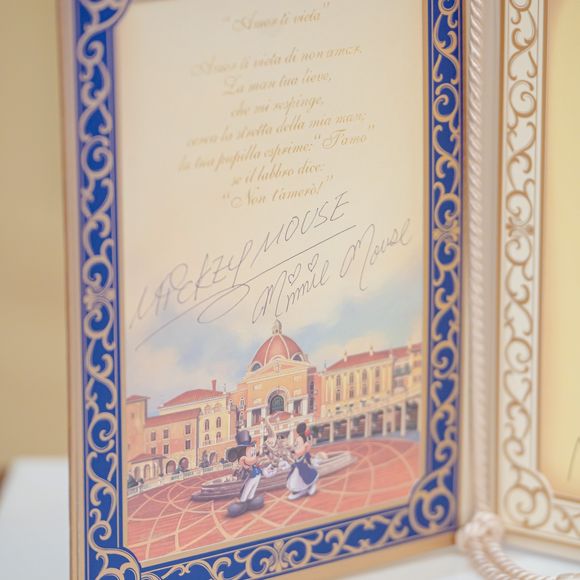 "Amor ti vieta"
Amor ti vieta di non amar.
La man tua lieve,
che mi respinge,
cerca la stretta della mia man;
la tua pupilla esprime: "T'amo"
se il labbro dice:
"Non t'amerò!"
MICKEY MOUSE
Minnie Mouse